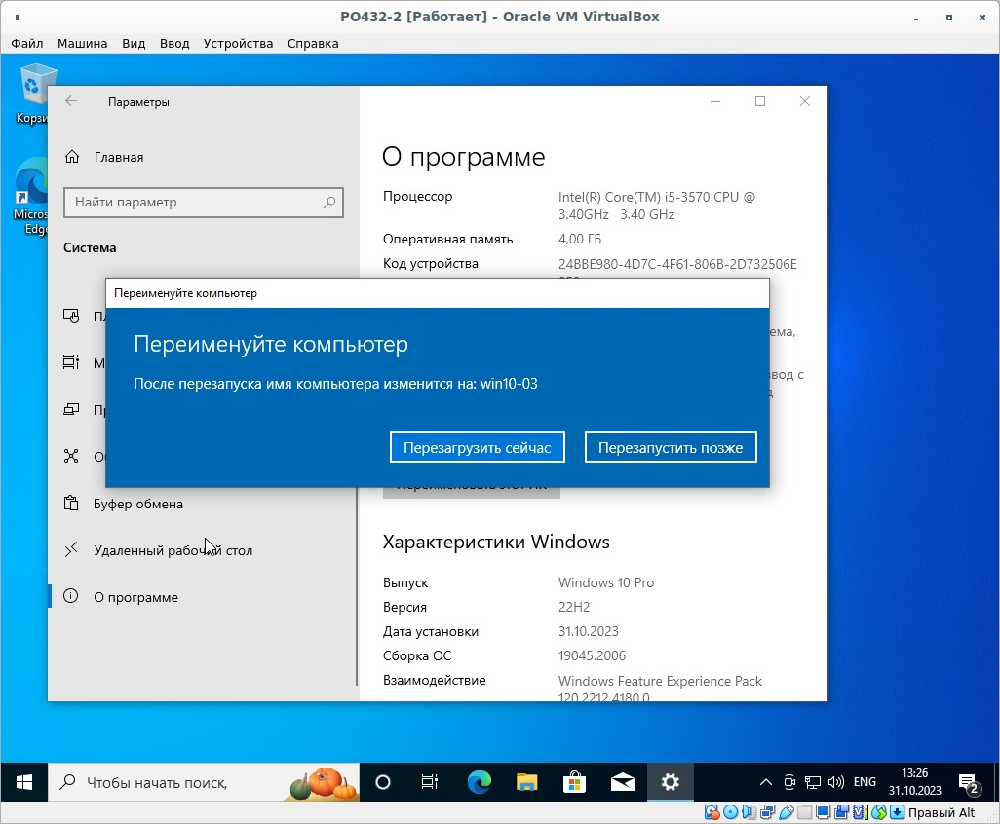 PO432-2 [Работает] - Oracle VM VirtualBox
Файл Машина Вид Ввод Устройства Справка
Корзи
Micros
Edge
Параметры
Главная
Найти параметр
Система
Буфер обмена
Удаленный рабочий стол
О программе
О программе
Процессор Intel(R) Core(TM) i5-3570 CPU @
3.40GHz 3.40 GHz
Оперативная память 4,00 ГБ
Код устройства 24BBE980-4D7C-4F61-806B-2D732506E
ема,
вод с
Переименуйте компьютер
Переименуйте компьютер
После перезапуска имя компьютера изменится на: win10-03
Перезагрузить сейчас Перезапустить позже
Характеристики Windows
Выпуск Windows 10 Pro
Версия 22H2
Дата установки 31.10.2023
Сборка ОС 19045.2006
Взаимодействие Windows Feature Experience Pack
120.2212.4180.0
Чтобы начать поиск,
ENG
13:26
31.10.2023
2
Правый Alt